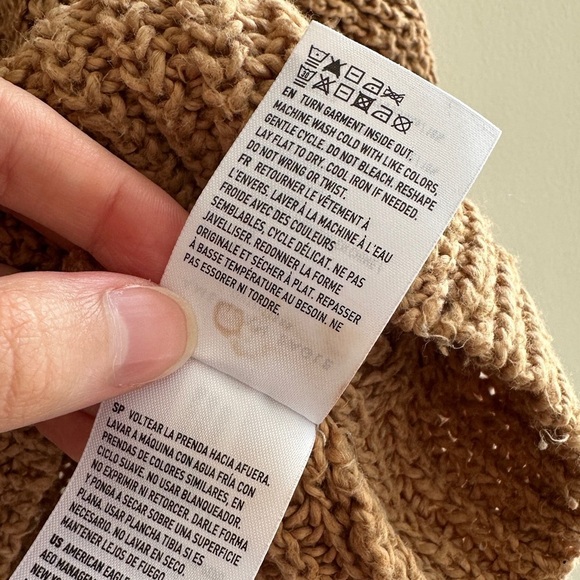 EN TURN GARMENT INSIDE OUT.
MACHINE WASH COLD WITH LIKE COLORS,
GENTLE CYCLE. DO NOT BLEACH. RESHAPE
LAY FLAT TO DRY. COOL IRON IF NEEDED.
DO NOT WRING OR TWIST.
FR RETOURNER LE VÊTEMENT À
L'ENVERS. LAVER À LA MACHINE À L'EAU
FROIDE AVEC DES COULEURS
SEMBLABLES, CYCLE DÉLICAT. NE PAS
JAVELLISER. REDONNER LA FORME
ORIGINALE ET SÉCHER À PLAT. REPASSER
À BASSE TEMPÉRATURE AU BESOIN. NE
PAS ESSORER NI TORDRE.
SP VOLTEAR LA PRENDA HACIA AFUERA.
LAVAR A MÁQUINA CON AGUA FRÍA CON
PRENDAS DE COLORES SIMILARES, EN
CICLO SUAVE. NO USAR BLANQUEADOR.
NO EXPRIMIR NI RETORCER. DARLE FORMA
Y PONGA A SECAR SOBRE UNA SUPERFICIE
PLANA. USAR PLANCHA TIBIA SI ES
NECESARIO. NO LAVAR EN SECO.
MANTENER LEJOS DE FUEGO.
US AMERICAN EAGLE
AEO MANAGEM
NEW YO